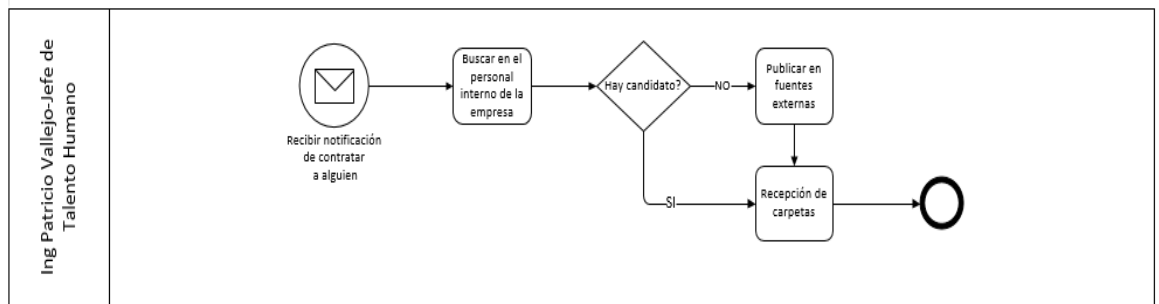 Ing Patricio Vallejo-Jefe de
Talento Humano
Recibir notificación
de contratar
a alguien
Buscar en el
personal
interno de la
empresa
Hay candidato?
NO
Publicar en
fuentes
externas
SI
Recepción de
carpetas